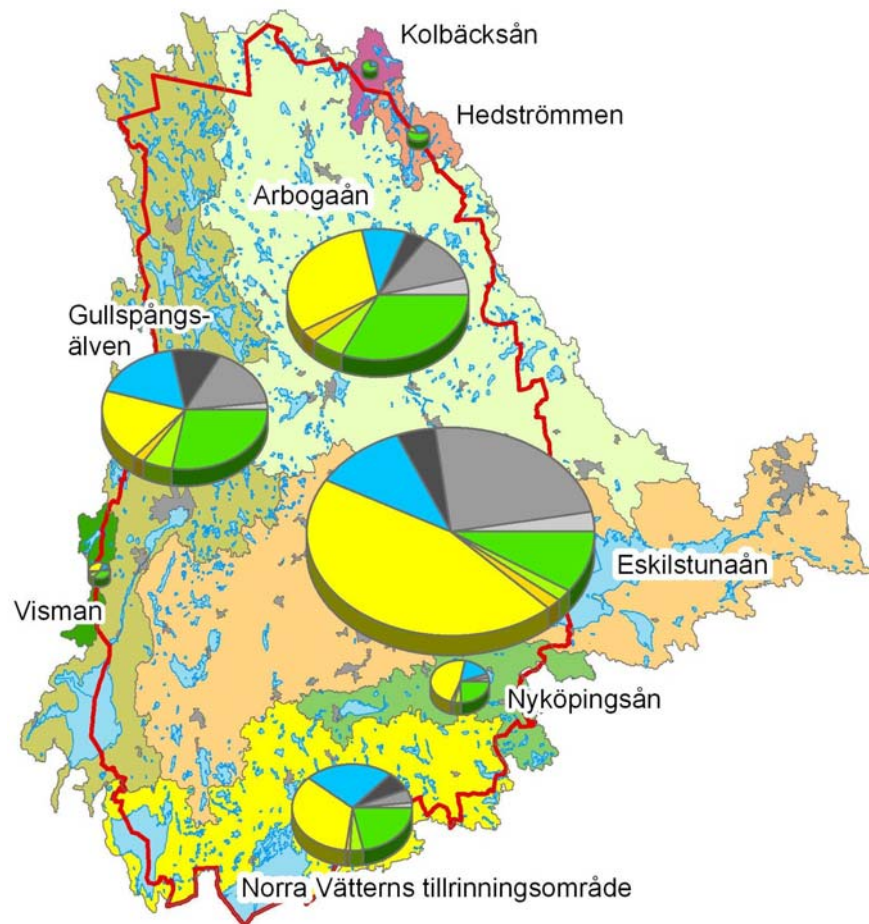 Kolbäcksån
Hedströmmen
Arbogaån
Gullspångs-
älven
Eskilstunaån
Visman
Nyköpingsån
Norra Vätterns tillrinningsområde